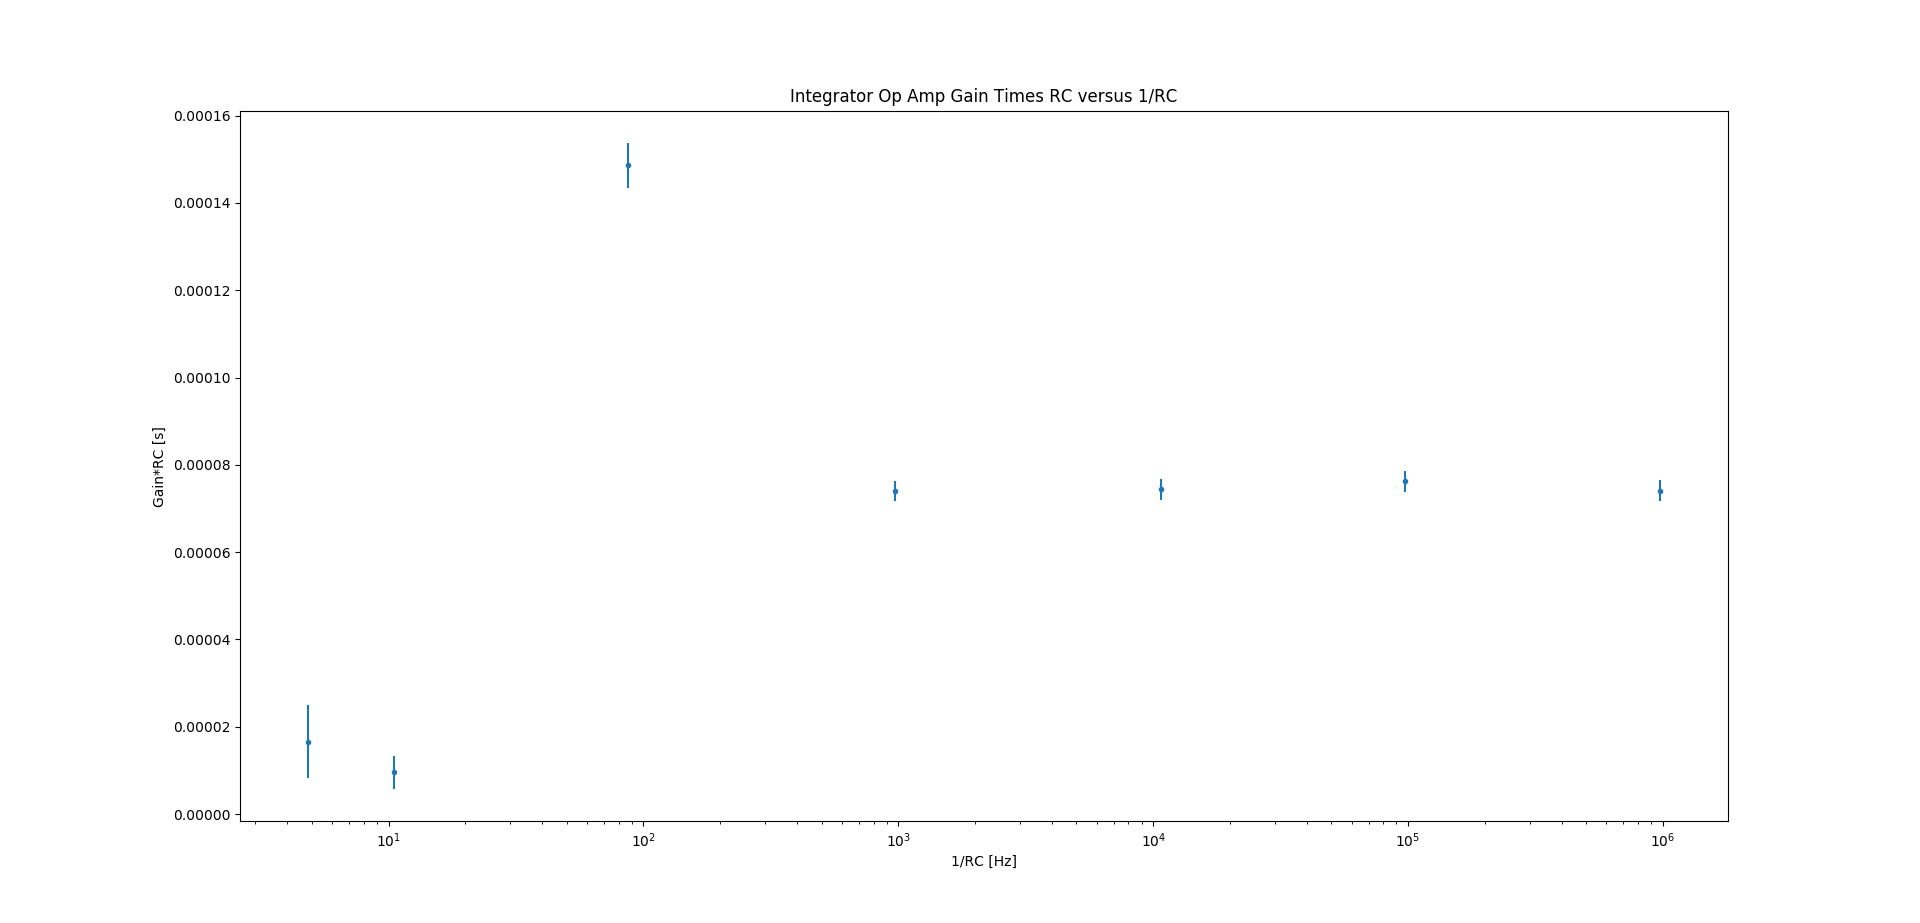 Integrator Op Amp Gain Times RC versus 1/RC
0.00016
0.00014
0.00012
0.00010
0.00008
0.00006
0.00004
0.00002
0.00000
Gain*RC [s]
10¹ 10² 10³ 10⁴ 10⁵ 10⁶
1/RC [Hz]